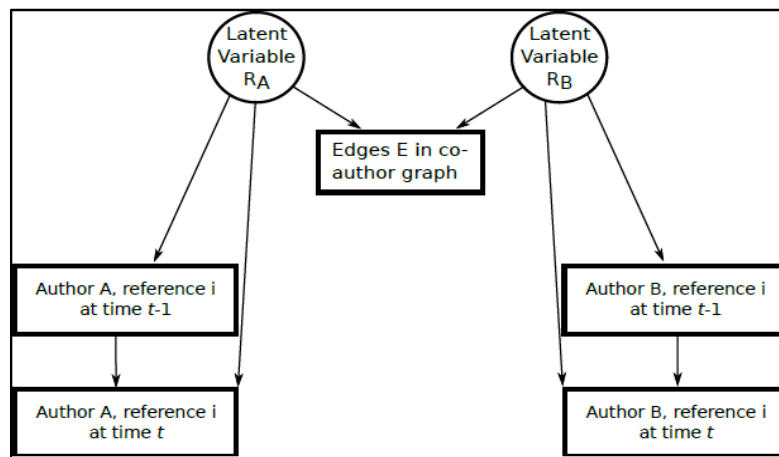 Latent
Variable
RA
Latent
Variable
RB
Edges E in co-
author graph
Author A, reference i
at time t-1
Author B, reference i
at time t-1
Author A, reference i
at time t
Author B, reference i
at time t